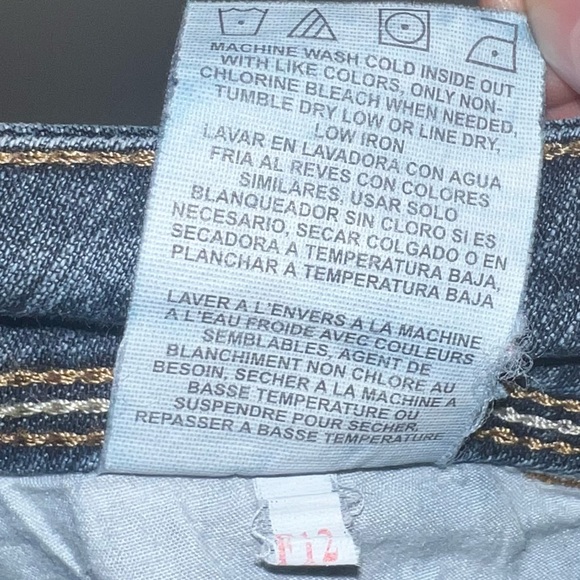 MACHINE WASH COLD INSIDE OUT
WITH LIKE COLORS, ONLY NON-
CHLORINE BLEACH WHEN NEEDED,
TUMBLE DRY LOW OR LINE DRY.
LOW IRON
LAVAR EN LAVADORA CON AGUA
FRIA AL REVES CON COLORES
SIMILARES, USAR SOLO
BLANQUEADOR SIN CLORO SI ES
NECESARIO, SECAR COLGADO O EN
SECADORA A TEMPERATURA BAJA,
PLANCHAR A TEMPERATURA BAJA
LAVER A L'ENVERS A LA MACHINE
A L'EAU FROIDE AVEC COULEURS
SEMBLABLES, AGENT DE
BLANCHIMENT NON CHLORE AU
BESOIN, SECHER A LA MACHINE A
BASSE TEMPERATURE OU
SUSPENDRE POUR SECHER.
REPASSER A BASSE TEMPERATURE
F12